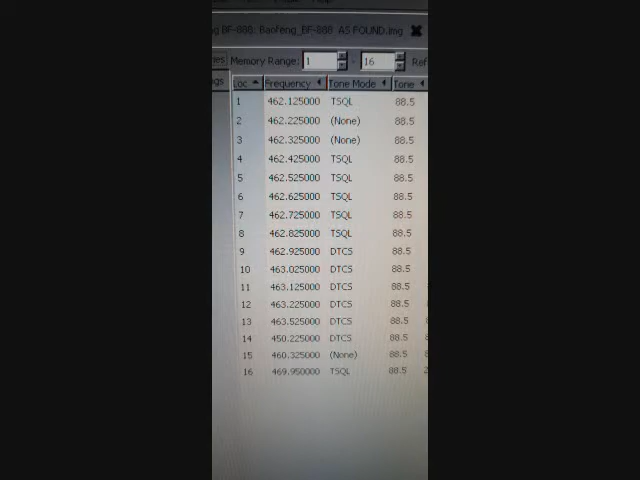 BF-888: Baofeng_BF-888 AS FOUND.img
Memory Range: 1 - 16
Loc Frequency Tone Mode Tone
1 462.125000 TSQL 88.5
2 462.225000 (None) 88.5
3 462.325000 (None) 88.5
4 462.425000 TSQL 88.5
5 462.525000 TSQL 88.5
6 462.625000 TSQL 88.5
7 462.725000 TSQL 88.5
8 462.825000 TSQL 88.5
9 462.925000 DTCS 88.5
10 463.025000 DTCS 88.5
11 463.125000 DTCS 88.5
12 463.225000 DTCS 88.5
13 463.525000 DTCS 88.5
14 450.225000 DTCS 88.5
15 460.325000 (None) 88.5
16 469.950000 TSQL 88.5